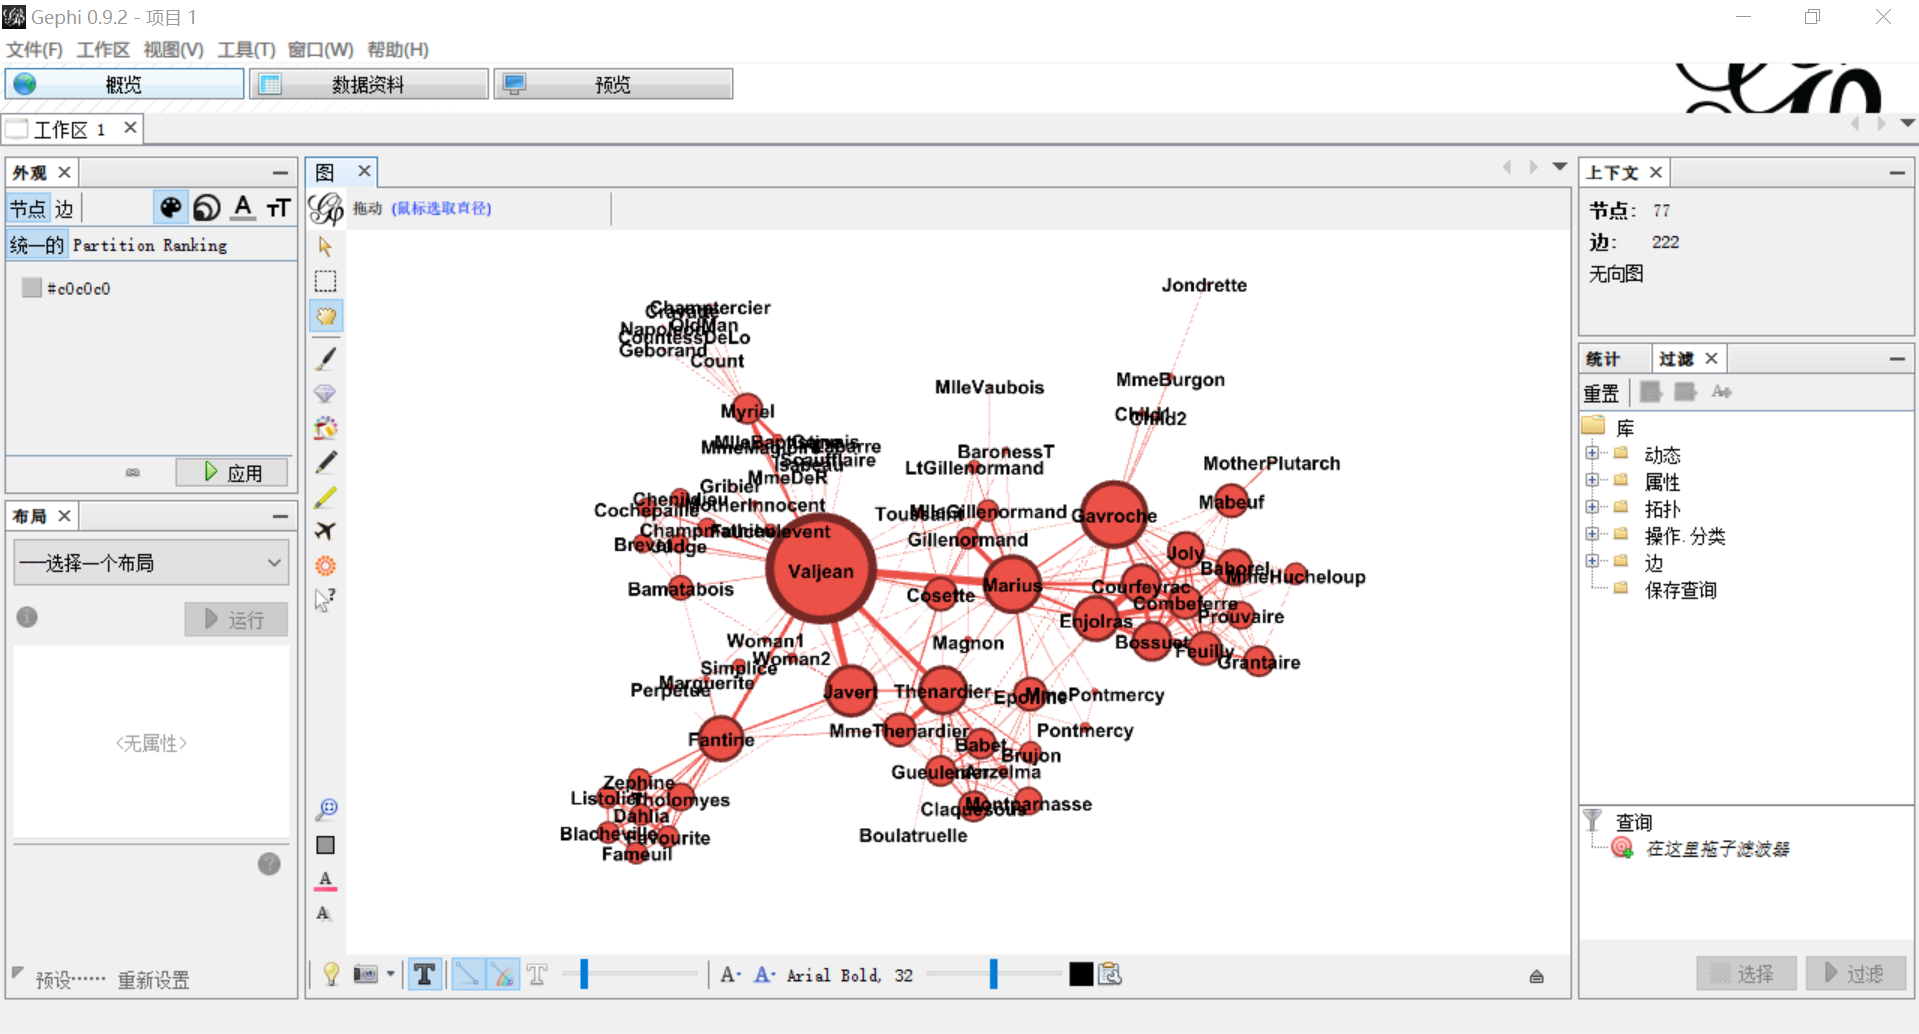 Gephi 0.9.2 - 项目 1
文件(F) 工作区 视图(V) 工具(T) 窗口(W) 帮助(H)
概览 数据资料 预览
工作区 1
外观
节点 边
统一的 Partition Ranking
#c0c0c0
应用
布局
---选择一个布局
运行
<无属性>
预设…… 重新设置
图
拖动 (鼠标选取直径)
Jondrette
Champtercier
Cravatte
OldMan
Napoleon
CountessDeLo
Geborand
Count
MmeBurgon
MlleVaubois
Myriel
Child1
Child2
MlleBaptistine
Gervais
MmeMagloire
Labarre
Scaufflaire
Isabeau
BaronessT
LtGillenormand
MotherPlutarch
MmeDeR
Gribier
Chenildieu
MotherInnocent
Cochepaille
Mabeuf
Toussaint
MlleGillenormand
Gavroche
Champmathieu
Fauchelevent
Brevet
Judge
Gillenormand
Joly
Bahorel
MmeHucheloup
Valjean
Marius
Bamatabois
Cosette
Courfeyrac
Combeferre
Prouvaire
Enjolras
Bossuet
Feuilly
Grantaire
Woman1
Magnon
Woman2
Simplice
Marguerite
Perpetue
Javert
Thenardier
Eponine
MmePontmercy
MmeThenardier
Pontmercy
Fantine
Babet
Brujon
Gueulemer
Anzelma
Zephine
Listolier
Tholomyes
Claquesous
Montparnasse
Dahlia
Blacheville
Favourite
Boulatruelle
Fameuil
Arial Bold, 32
上下文
节点: 77
边: 222
无向图
统计 过滤
重置
库
动态
属性
拓扑
操作.分类
边
保存查询
查询
在这里拖子滤波器
选择 过滤